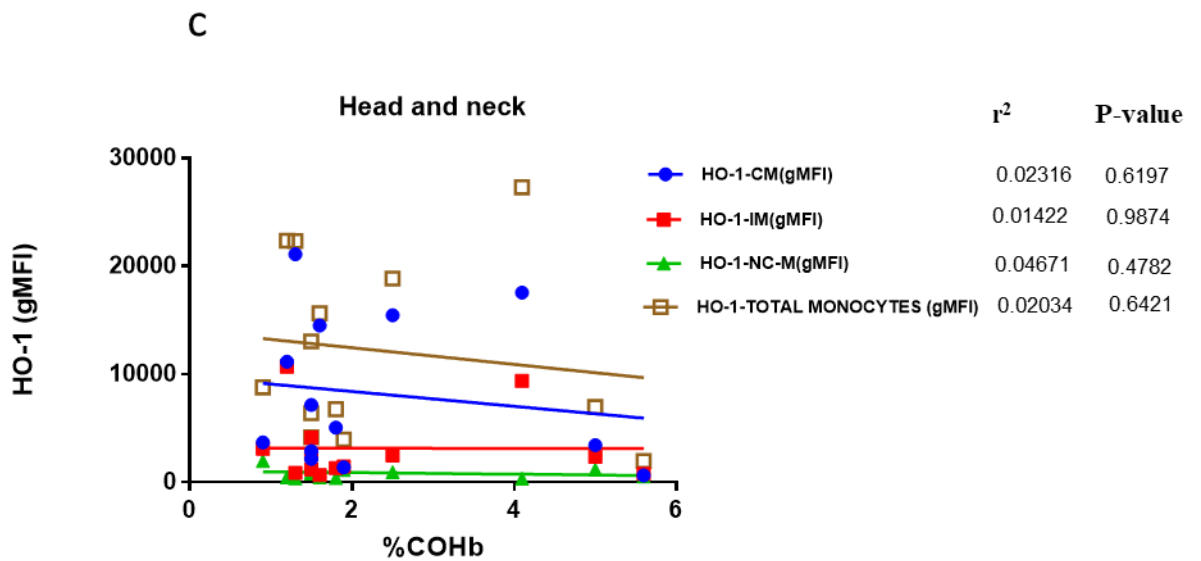 C
Head and neck
r² P-value
30000
20000
10000
0
HO-1 (gMFI)
0 2 4 6
%COHb
HO-1-CM(gMFI) 0.02316 0.6197
HO-1-IM(gMFI) 0.01422 0.9874
HO-1-NC-M(gMFI) 0.04671 0.4782
HO-1-TOTAL MONOCYTES (gMFI) 0.02034 0.6421